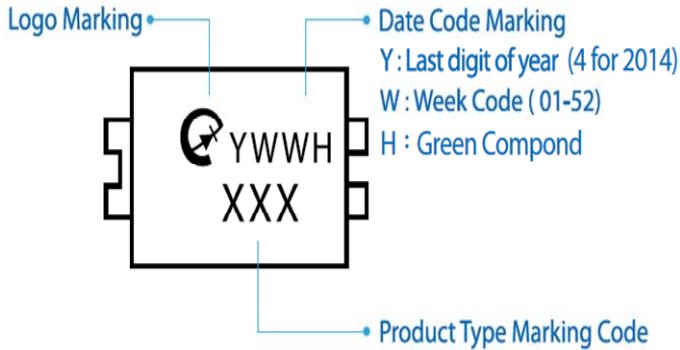 Logo Marking
Date Code Marking
Y : Last digit of year (4 for 2014)
W : Week Code ( 01-52)
H : Green Compond
YWWH
XXX
Product Type Marking Code